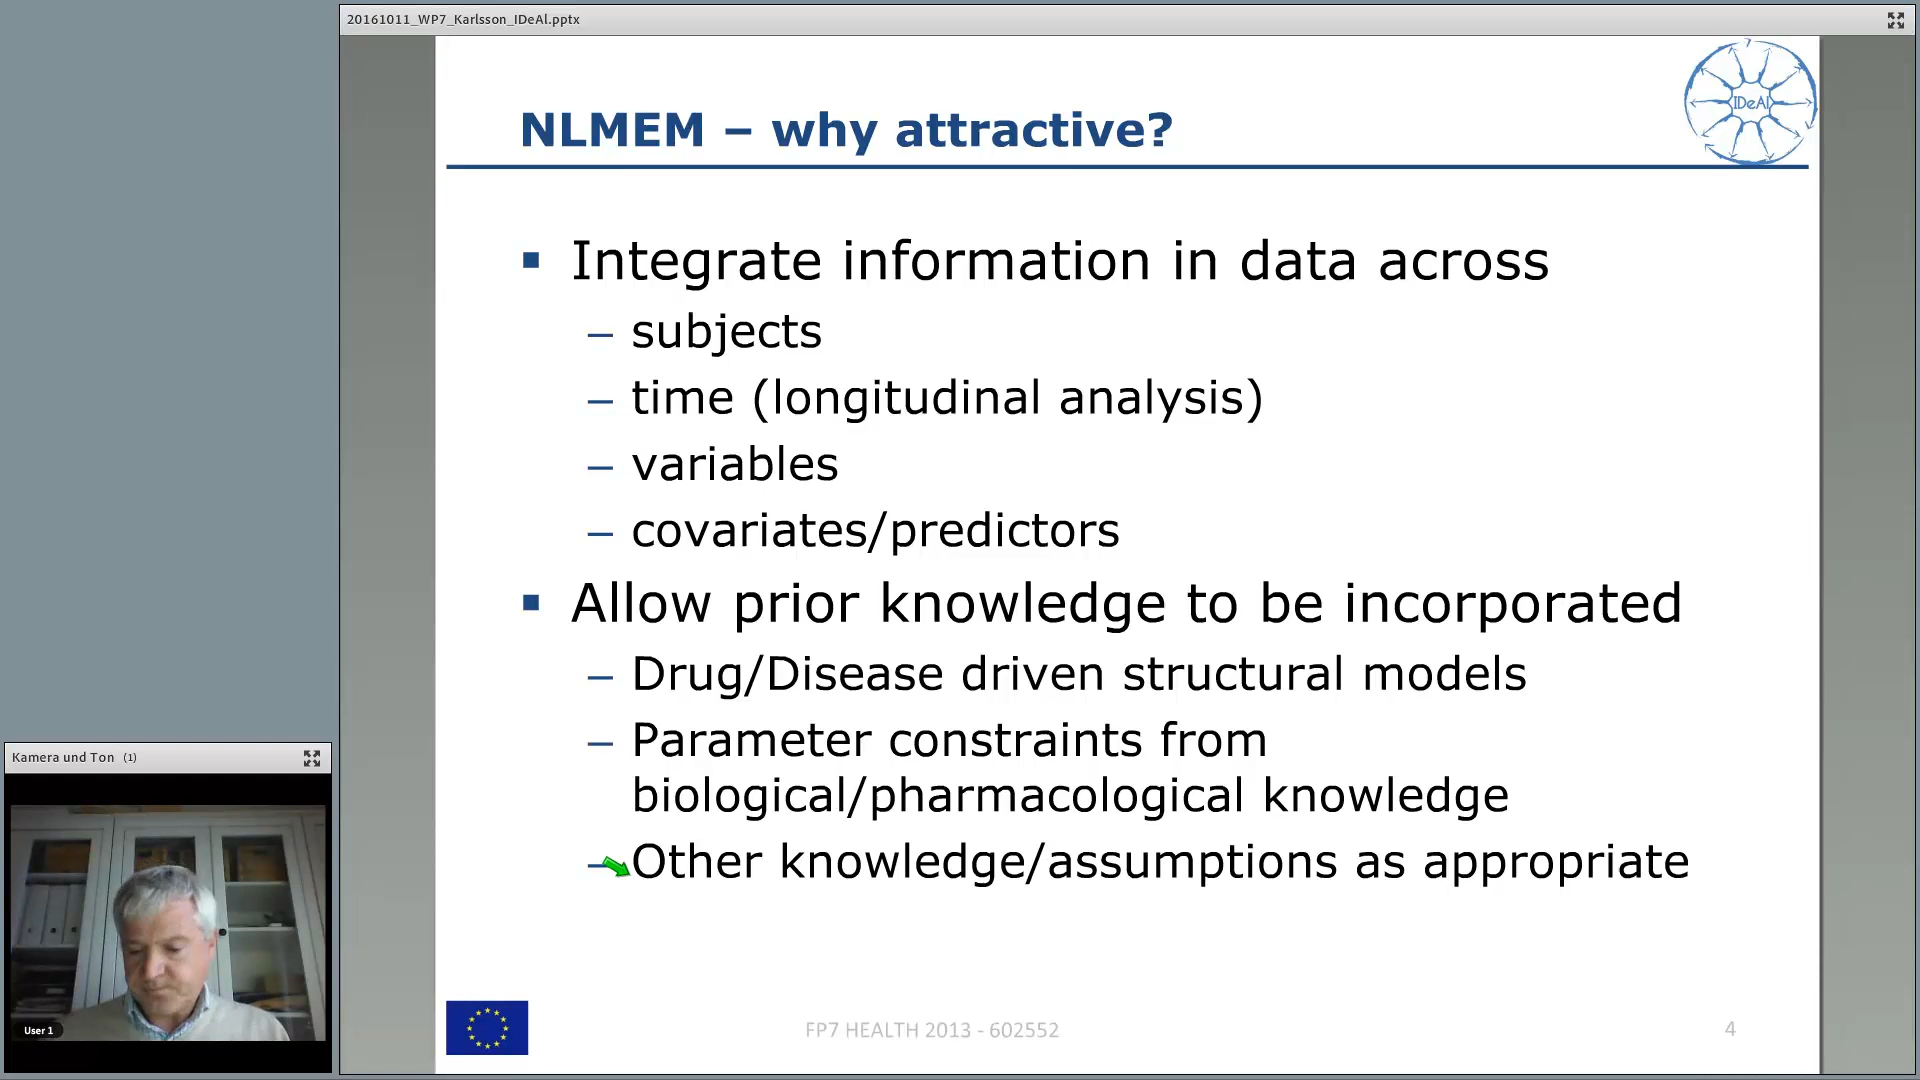 20161011_WP7_Karlsson_IDeAl.pptx
IDeAl
NLMEM – why attractive?
▪ Integrate information in data across
– subjects
– time (longitudinal analysis)
– variables
– covariates/predictors
▪ Allow prior knowledge to be incorporated
– Drug/Disease driven structural models
– Parameter constraints from
biological/pharmacological knowledge
– Other knowledge/assumptions as appropriate
Kamera und Ton (1)
User 1
FP7 HEALTH 2013 - 602552
4